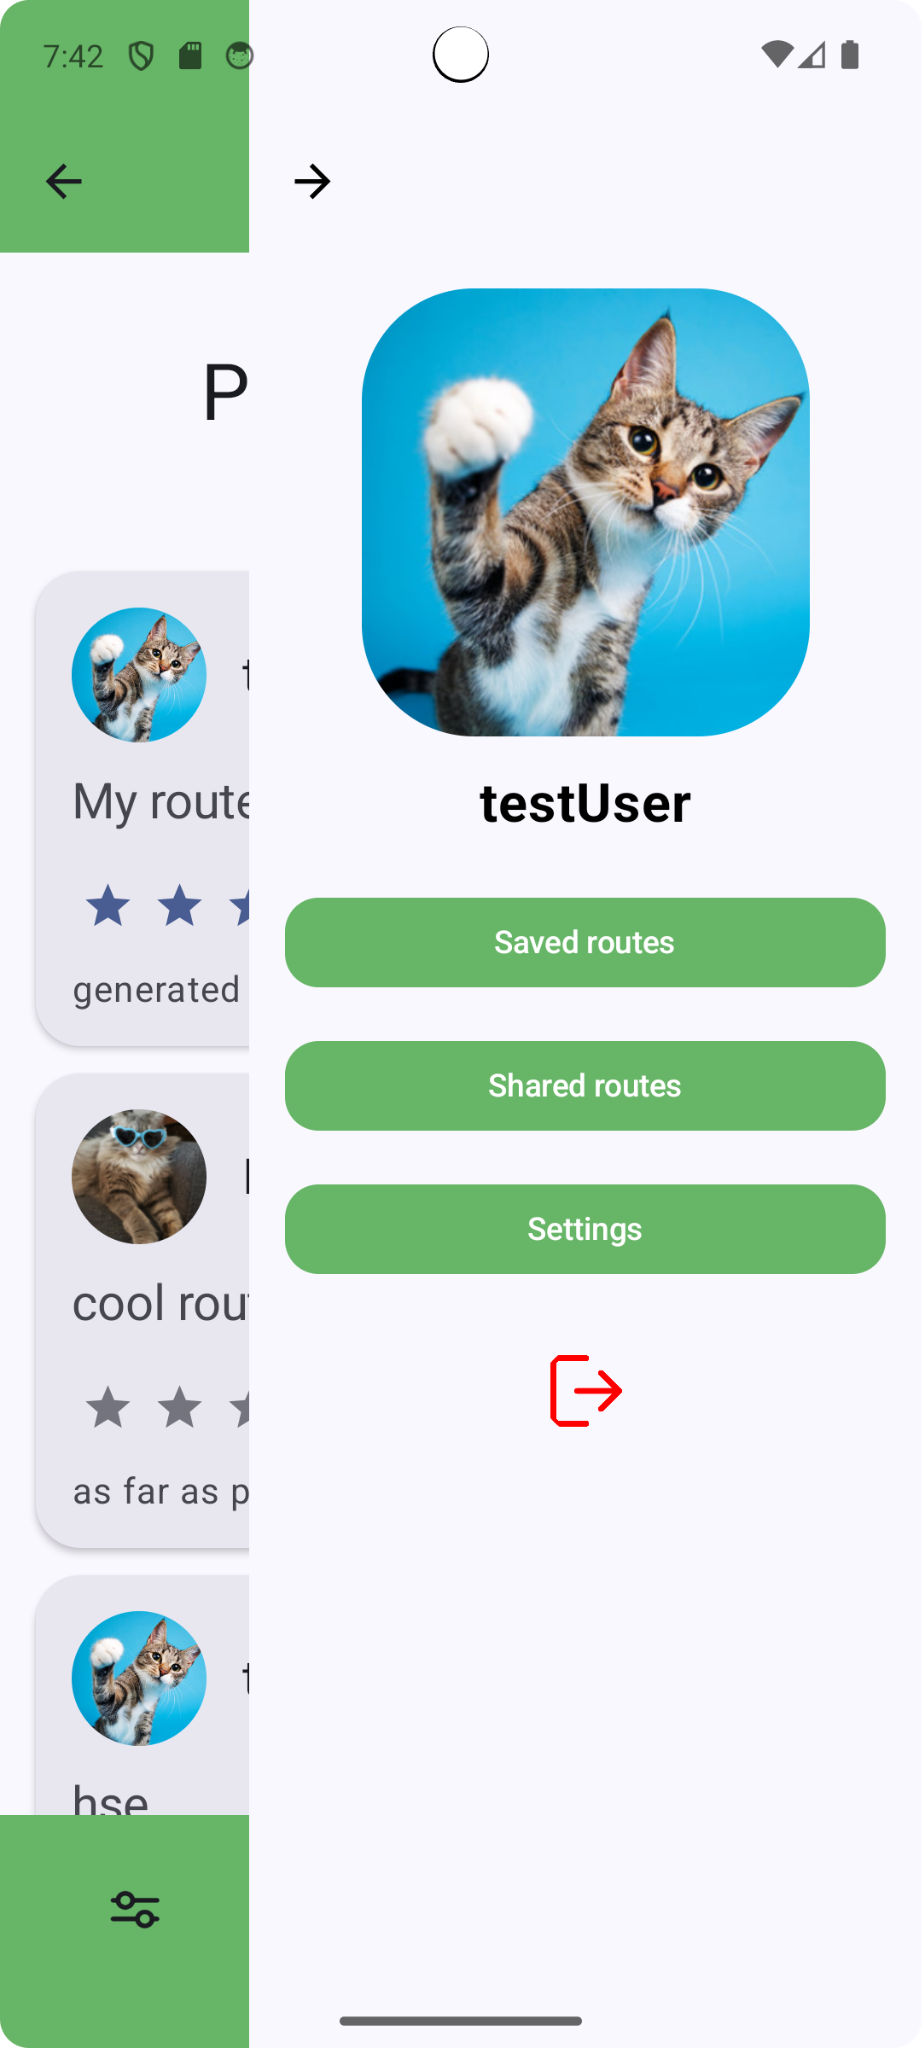 7:42
P
My route
generated
cool rou
as far as p
hse
testUser
Saved routes
Shared routes
Settings